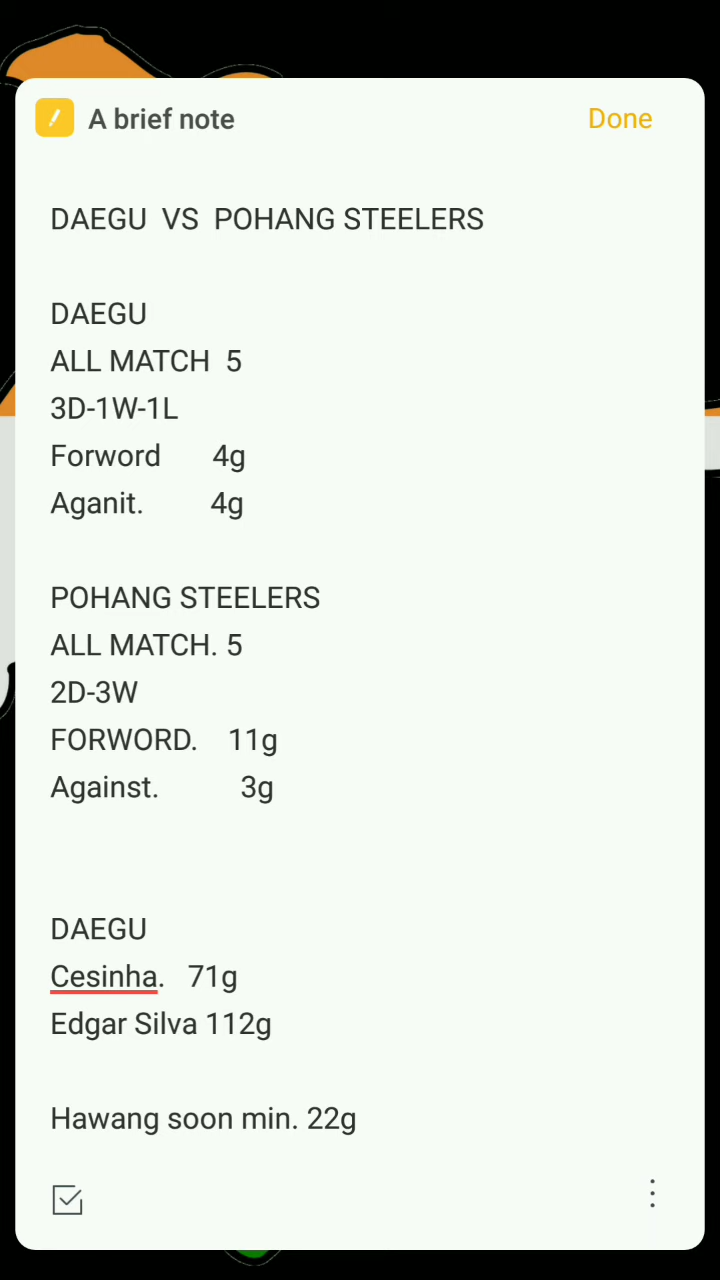 A brief note
Done
DAEGU  VS  POHANG STEELERS
DAEGU
ALL MATCH  5
3D-1W-1L
Forword      4g
Aganit.        4g
POHANG STEELERS
ALL MATCH. 5
2D-3W
FORWORD.    11g
Against.          3g
DAEGU
Cesinha.   71g
Edgar Silva 112g
Hawang soon min. 22g